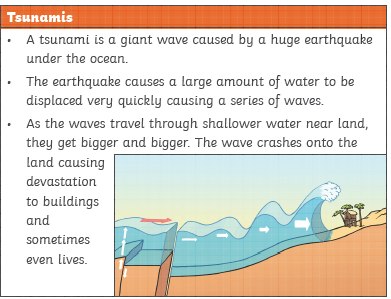 Tsunamis
• A tsunami is a giant wave caused by a huge earthquake
under the ocean.
• The earthquake causes a large amount of water to be
displaced very quickly causing a series of waves.
• As the waves travel through shallower water near land,
they get bigger and bigger. The wave crashes onto the
land causing
devastation
to buildings
and
sometimes
even lives.